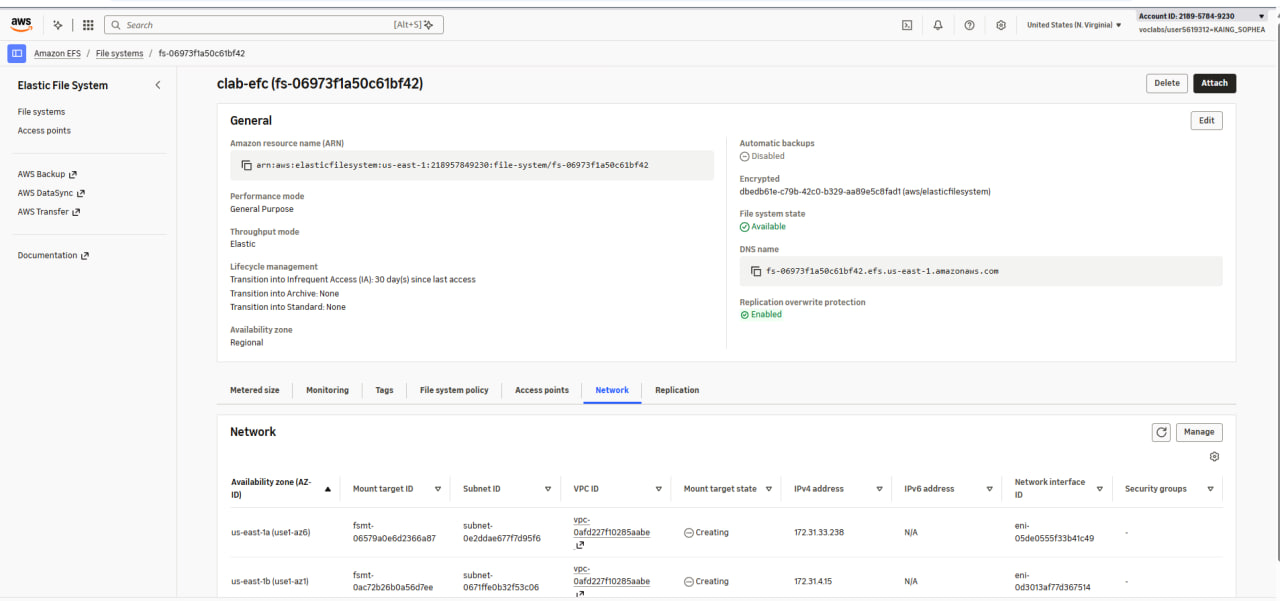 aws
Search
[Alt+S]
United States (N. Virginia)
Account ID: 2189-5784-9230
voclabs/user5619312=KAING_SOPHEA
Amazon EFS / File systems / fs-06973f1a50c61bf42
Elastic File System
File systems
Access points
AWS Backup
AWS DataSync
AWS Transfer
Documentation
clab-efc (fs-06973f1a50c61bf42)
Delete
Attach
General
Edit
Amazon resource name (ARN)
arn:aws:elasticfilesystem:us-east-1:218957849230:file-system/fs-06973f1a50c61bf42
Performance mode
General Purpose
Throughput mode
Elastic
Lifecycle management
Transition into Infrequent Access (IA): 30 day(s) since last access
Transition into Archive: None
Transition into Standard: None
Availability zone
Regional
Automatic backups
Disabled
Encrypted
dbedb61e-c79b-42c0-b329-aa89e5c8fad1 (aws/elasticfilesystem)
File system state
Available
DNS name
fs-06973f1a50c61bf42.efs.us-east-1.amazonaws.com
Replication overwrite protection
Enabled
Metered size
Monitoring
Tags
File system policy
Access points
Network
Replication
Network
Manage
Availability zone (AZ-ID)
Mount target ID
Subnet ID
VPC ID
Mount target state
IPv4 address
IPv6 address
Network interface ID
Security groups
us-east-1a (use1-az6)
fsmt-06579a0e6d2366a87
subnet-0e2ddae677f7d95f6
vpc-0afd227f10285aabe
Creating
172.31.33.238
N/A
eni-05de0555f33b41c49
-
us-east-1b (use1-az1)
fsmt-0ac72b26b0a56d7ee
subnet-0671ffe0b32f53c06
vpc-0afd227f10285aabe
Creating
172.31.4.15
N/A
eni-0d3013af77d367514
-